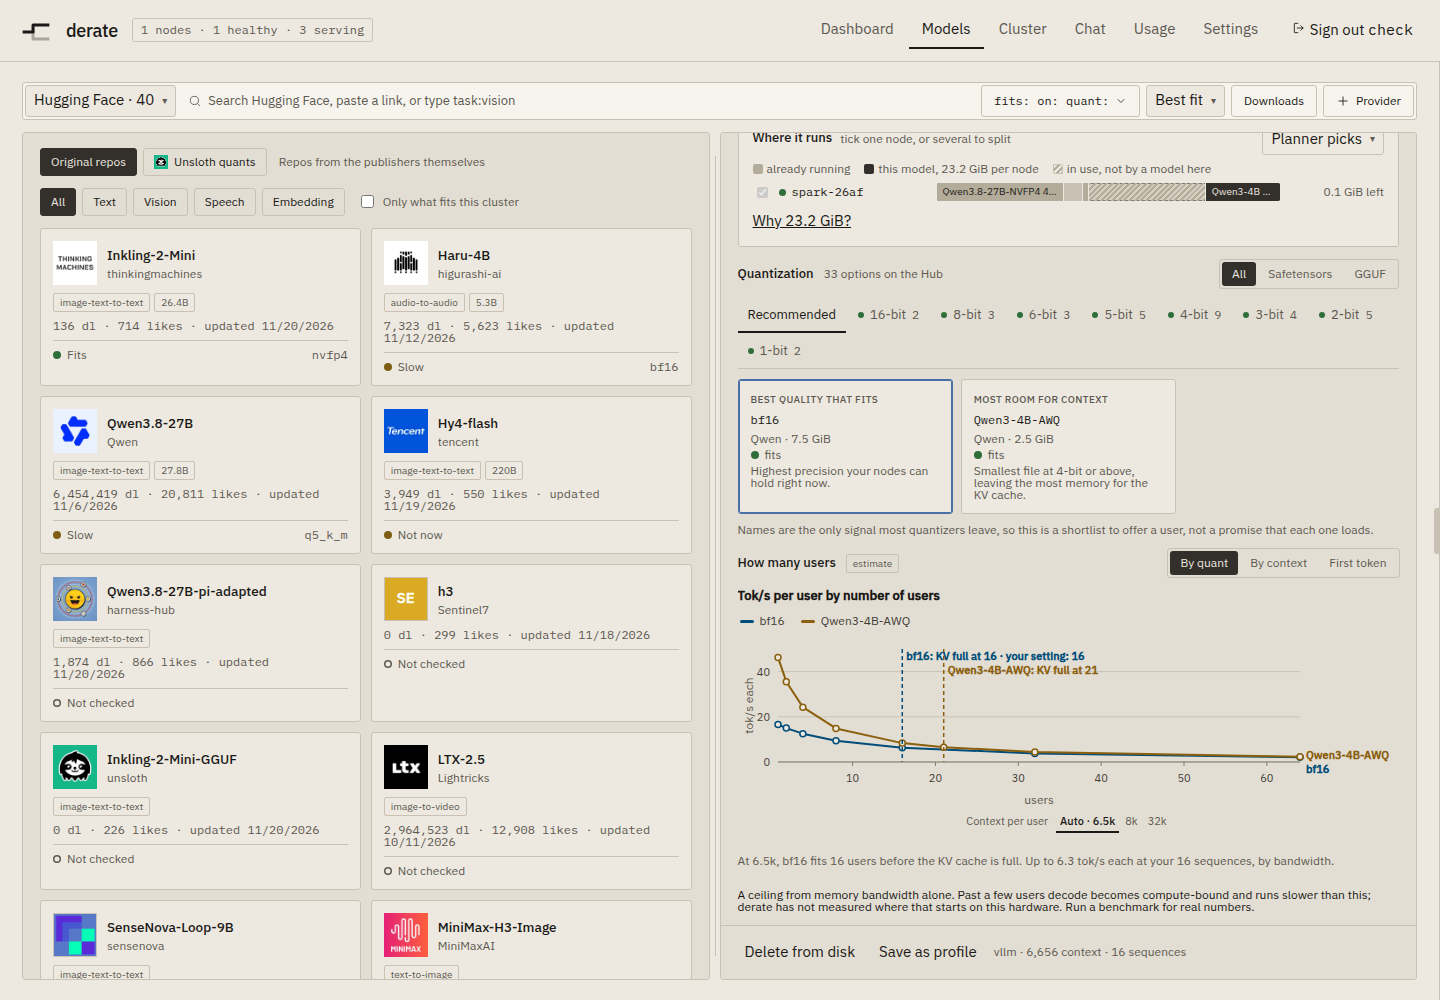 derate
1 nodes · 1 healthy · 3 serving
Dashboard
Models
Cluster
Chat
Usage
Settings
Sign out check
Hugging Face · 40
Search Hugging Face, paste a link, or type task:vision
fits: on: quant:
Best fit
Downloads
Provider
Original repos
Unsloth quants
Repos from the publishers themselves
All
Text
Vision
Speech
Embedding
Only what fits this cluster
THINKING
MACHINES
Inkling-2-Mini
thinkingmachines
image-text-to-text
26.4B
136 dl · 714 likes · updated 11/20/2026
Fits
nvfp4
Haru-4B
higurashi-ai
audio-to-audio
5.3B
7,323 dl · 5,623 likes · updated
11/12/2026
Slow
bf16
Qwen3.8-27B
Qwen
image-text-to-text
27.8B
6,454,419 dl · 20,811 likes · updated
11/6/2026
Slow
q5_k_m
Tencent
Hy4-flash
tencent
image-text-to-text
220B
3,949 dl · 550 likes · updated
11/19/2026
Not now
Qwen3.8-27B-pi-adapted
harness-hub
image-text-to-text
1,874 dl · 866 likes · updated
11/20/2026
Not checked
SE
h3
Sentinel7
0 dl · 299 likes · updated 11/18/2026
Not checked
Inkling-2-Mini-GGUF
unsloth
image-text-to-text
0 dl · 226 likes · updated 11/20/2026
Not checked
Ltx
LTX-2.5
Lightricks
image-to-video
2,964,523 dl · 12,908 likes · updated
10/11/2026
Not checked
SenseNova-Loop-9B
sensenova
image-text-to-text
MINIMAX
MiniMax-H3-Image
MiniMaxAI
text-to-image
Where it runs
tick one node, or several to split
Planner picks
already running
this model, 23.2 GiB per node
in use, not by a model here
spark-26af
Qwen3.8-27B-NVFP4 4...
Qwen3-4B ...
0.1 GiB left
Why 23.2 GiB?
Quantization
33 options on the Hub
All
Safetensors
GGUF
Recommended
16-bit 2
8-bit 3
6-bit 3
5-bit 5
4-bit 9
3-bit 4
2-bit 5
1-bit 2
BEST QUALITY THAT FITS
bf16
Qwen · 7.5 GiB
fits
Highest precision your nodes can
hold right now.
MOST ROOM FOR CONTEXT
Qwen3-4B-AWQ
Qwen · 2.5 GiB
fits
Smallest file at 4-bit or above,
leaving the most memory for the
KV cache.
Names are the only signal most quantizers leave, so this is a shortlist to offer a user, not a promise that each one loads.
How many users
estimate
By quant
By context
First token
Tok/s per user by number of users
bf16
Qwen3-4B-AWQ
bf16: KV full at 16 · your setting: 16
Qwen3-4B-AWQ: KV full at 21
tok/s each
40
20
0
10
20
30
40
50
60
Qwen3-4B-AWQ
bf16
users
Context per user
Auto · 6.5k
8k
32k
At 6.5k, bf16 fits 16 users before the KV cache is full. Up to 6.3 tok/s each at your 16 sequences, by bandwidth.
A ceiling from memory bandwidth alone. Past a few users decode becomes compute-bound and runs slower than this;
derate has not measured where that starts on this hardware. Run a benchmark for real numbers.
Delete from disk
Save as profile
vllm · 6,656 context · 16 sequences